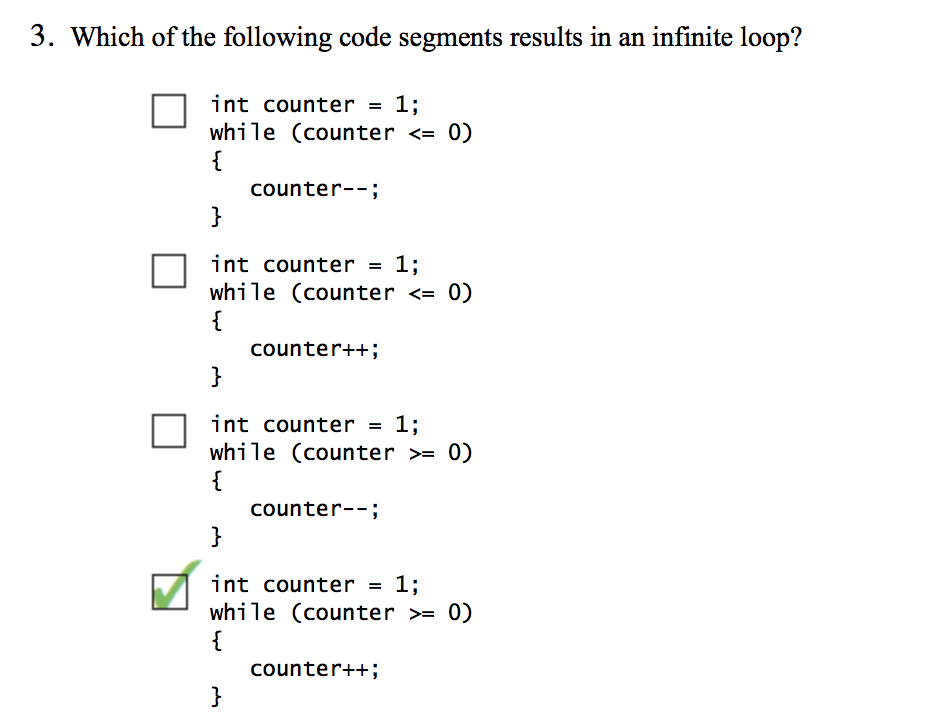 3. Which of the following code segments results in an infinite loop?
int counter = 1;
while (counter <= 0)
{
counter--;
}
int counter = 1;
while (counter <= 0)
{
counter++;
}
int counter = 1;
while (counter >= 0)
{
counter--;
}
int counter = 1;
while (counter >= 0)
{
counter++;
}